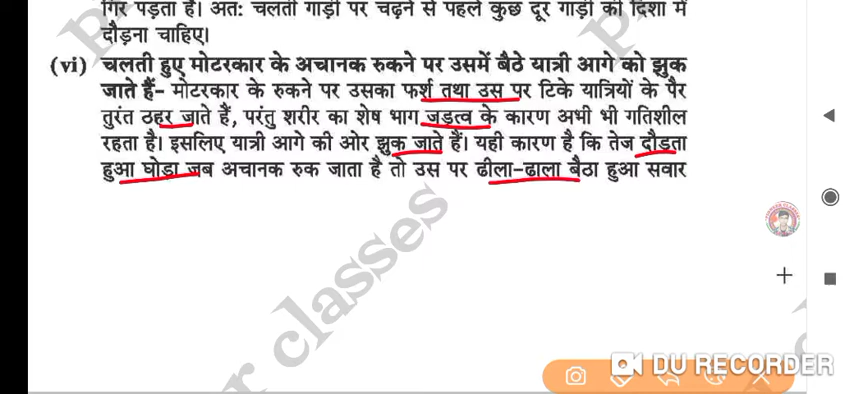 गिर पड़ता है। अतः चलती गाड़ी पर चढ़ने से पहले कुछ दूर गाड़ी की दिशा में
दौड़ना चाहिए।
(vi) चलती हुए मोटरकार के अचानक रुकने पर उसमें बैठे यात्री आगे को झुक
जाते हैं- मोटरकार के रुकने पर उसका फर्श तथा उस पर टिके यात्रियों के पैर
तुरंत ठहर जाते हैं, परंतु शरीर का शेष भाग जड़त्व के कारण अभी भी गतिशील
रहता है। इसलिए यात्री आगे की ओर झुक जाते हैं। यही कारण है कि तेज दौड़ता
हुआ घोड़ा जब अचानक रुक जाता है तो उस पर ढीला-ढाला बैठा हुआ सवार
classes
DU RECORDER